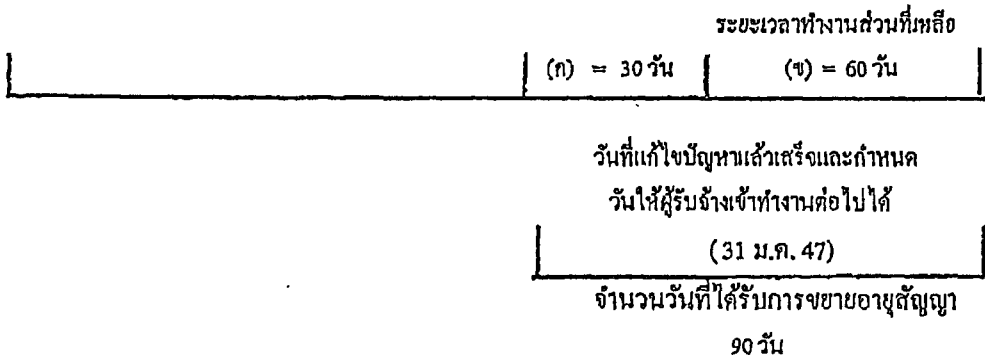 ระยะเวลาทำงานส่วนที่เหลือ
(ก) = 30 วัน (ข) = 60 วัน
วันที่แก้ไขปัญหาแล้วเสร็จและกำหนด
วันให้ผู้รับจ้างเข้าทำงานต่อไปได้
(31 ม.ค. 47)
จำนวนวันที่ได้รับการขยายอายุสัญญา
90 วัน